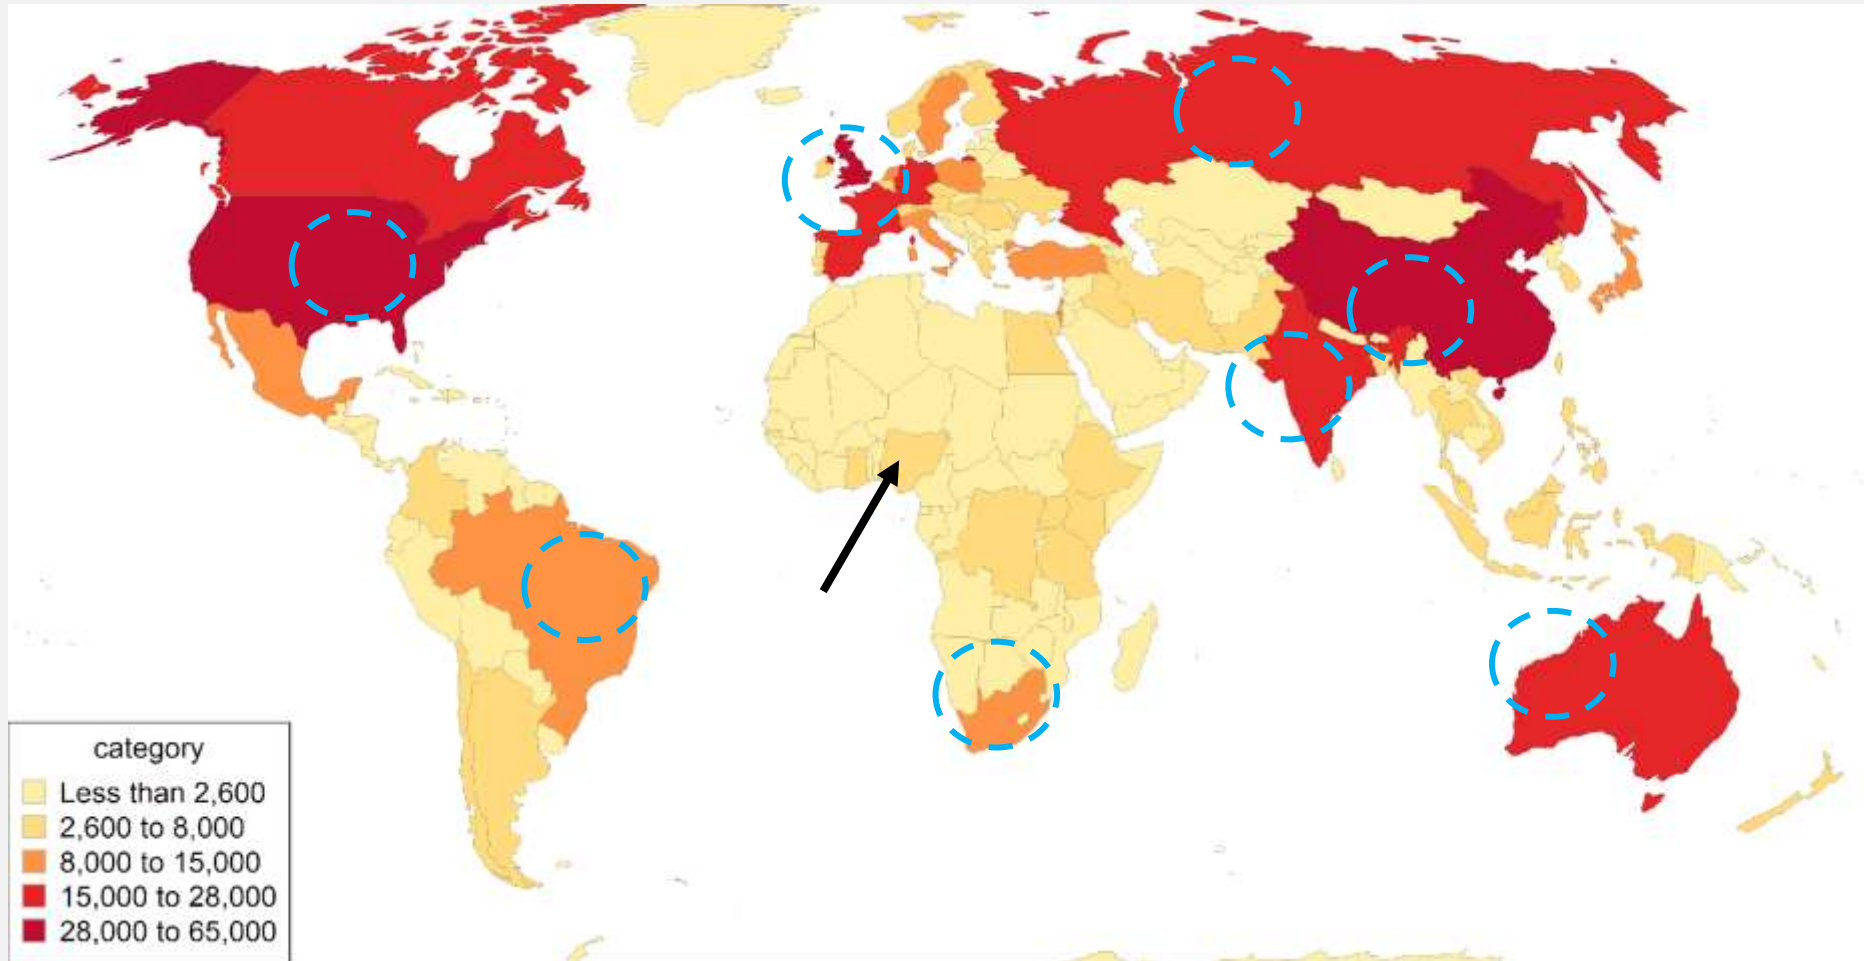 category
Less than 2,600
2,600 to 8,000
8,000 to 15,000
15,000 to 28,000
28,000 to 65,000